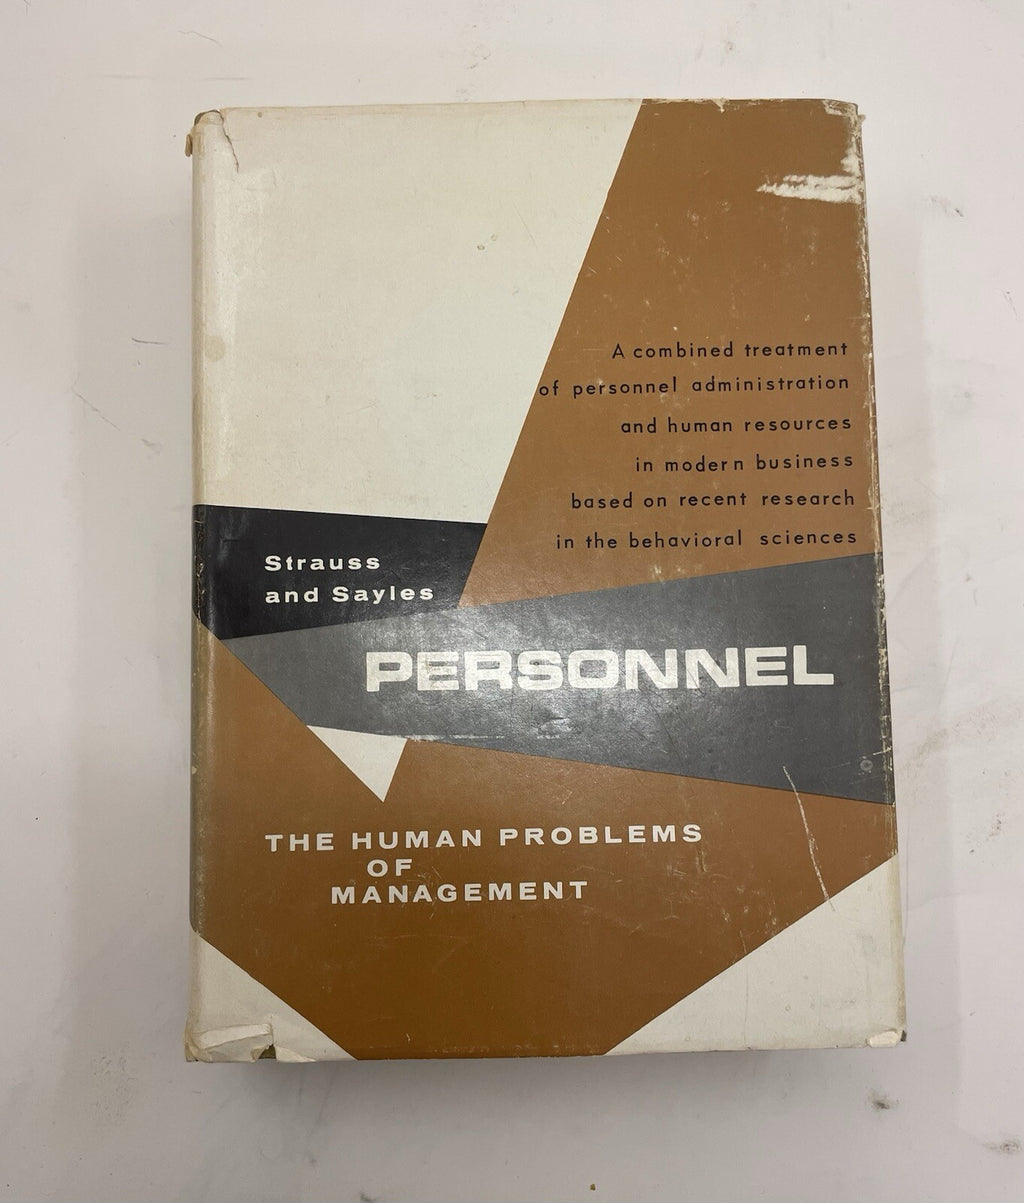 A combined treatment
of personnel administration
and human resources
in modern business
based on recent research
in the behavioral sciences
Strauss
and Sayles
PERSONNEL
THE HUMAN PROBLEMS
OF
MANAGEMENT